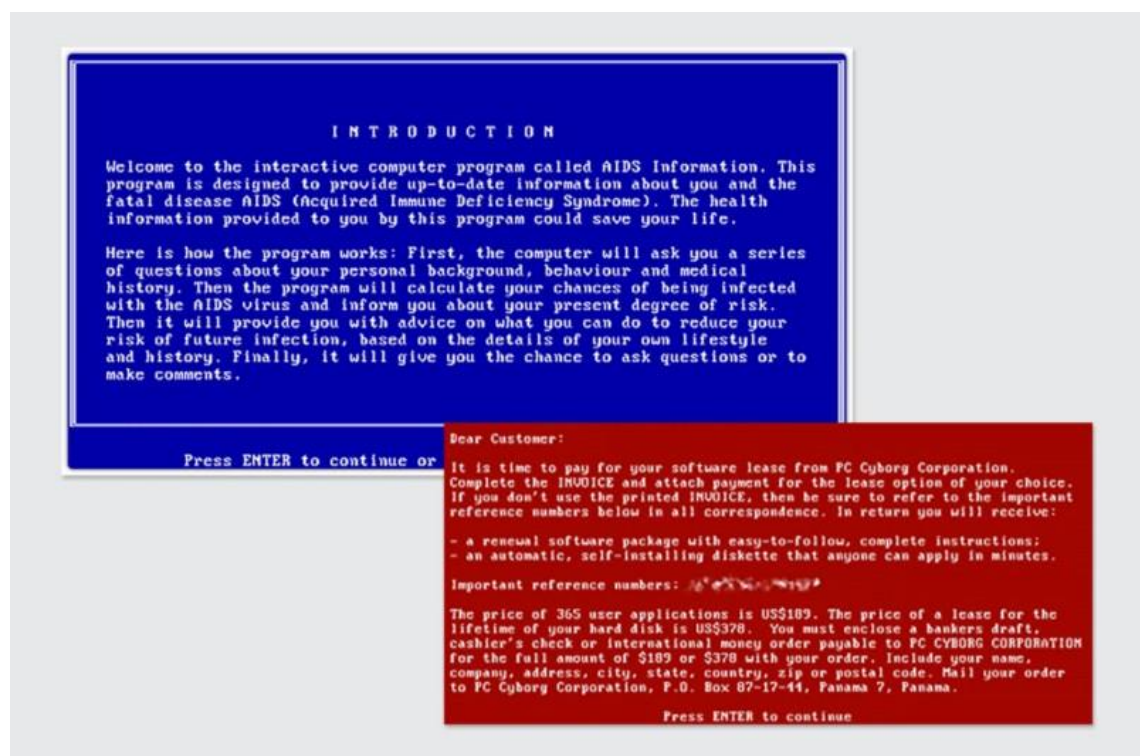 INTRODUCTION
Welcome to the interactive computer program called AIDS Information. This
program is designed to provide up-to-date information about you and the
fatal disease AIDS (Acquired Immune Deficiency Syndrome). The health
information provided to you by this program could save your life.
Here is how the program works: First, the computer will ask you a series
of questions about your personal background, behaviour and medical
history. Then the program will calculate your chances of being infected
with the AIDS virus and inform you about your present degree of risk.
Then it will provide you with advice on what you can do to reduce your
risk of future infection, based on the details of your own lifestyle
and history. Finally, it will give you the chance to ask questions or to
make comments.
Press ENTER to continue or
Dear Customer:
It is time to pay for your software lease from PC Cyborg Corporation.
Complete the INVOICE and attach payment for the lease option of your choice.
If you don't use the printed INVOICE, then be sure to refer to the important
reference numbers below in all correspondence. In return you will receive:
- a renewal software package with easy-to-follow, complete instructions;
- an automatic, self-installing diskette that anyone can apply in minutes.
Important reference numbers:
The price of 365 user applications is US$189. The price of a lease for the
lifetime of your hard disk is US$378. You must enclose a bankers draft,
cashier's check or international money order payable to PC CYBORG CORPORATION
for the full amount of $189 or $378 with your order. Include your name,
company, address, city, state, country, zip or postal code. Mail your order
to PC Cyborg Corporation, P.O. Box 87-17-44, Panama 7, Panama.
Press ENTER to continue